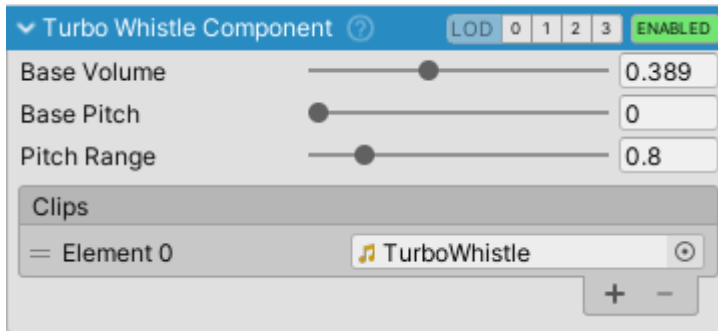 Turbo Whistle Component ? LOD 0 1 2 3 ENABLED
Base Volume 0.389
Base Pitch 0
Pitch Range 0.8
Clips
Element 0 TurboWhistle
+ −